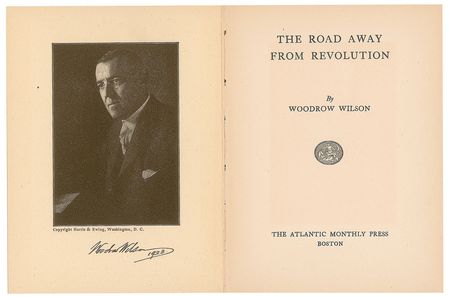 Copyright Harris & Ewing, Washington, D. C.
Woodrow Wilson
1922
THE ROAD AWAY
FROM REVOLUTION
By
WOODROW WILSON
THE ATLANTIC MONTHLY PRESS
BOSTON